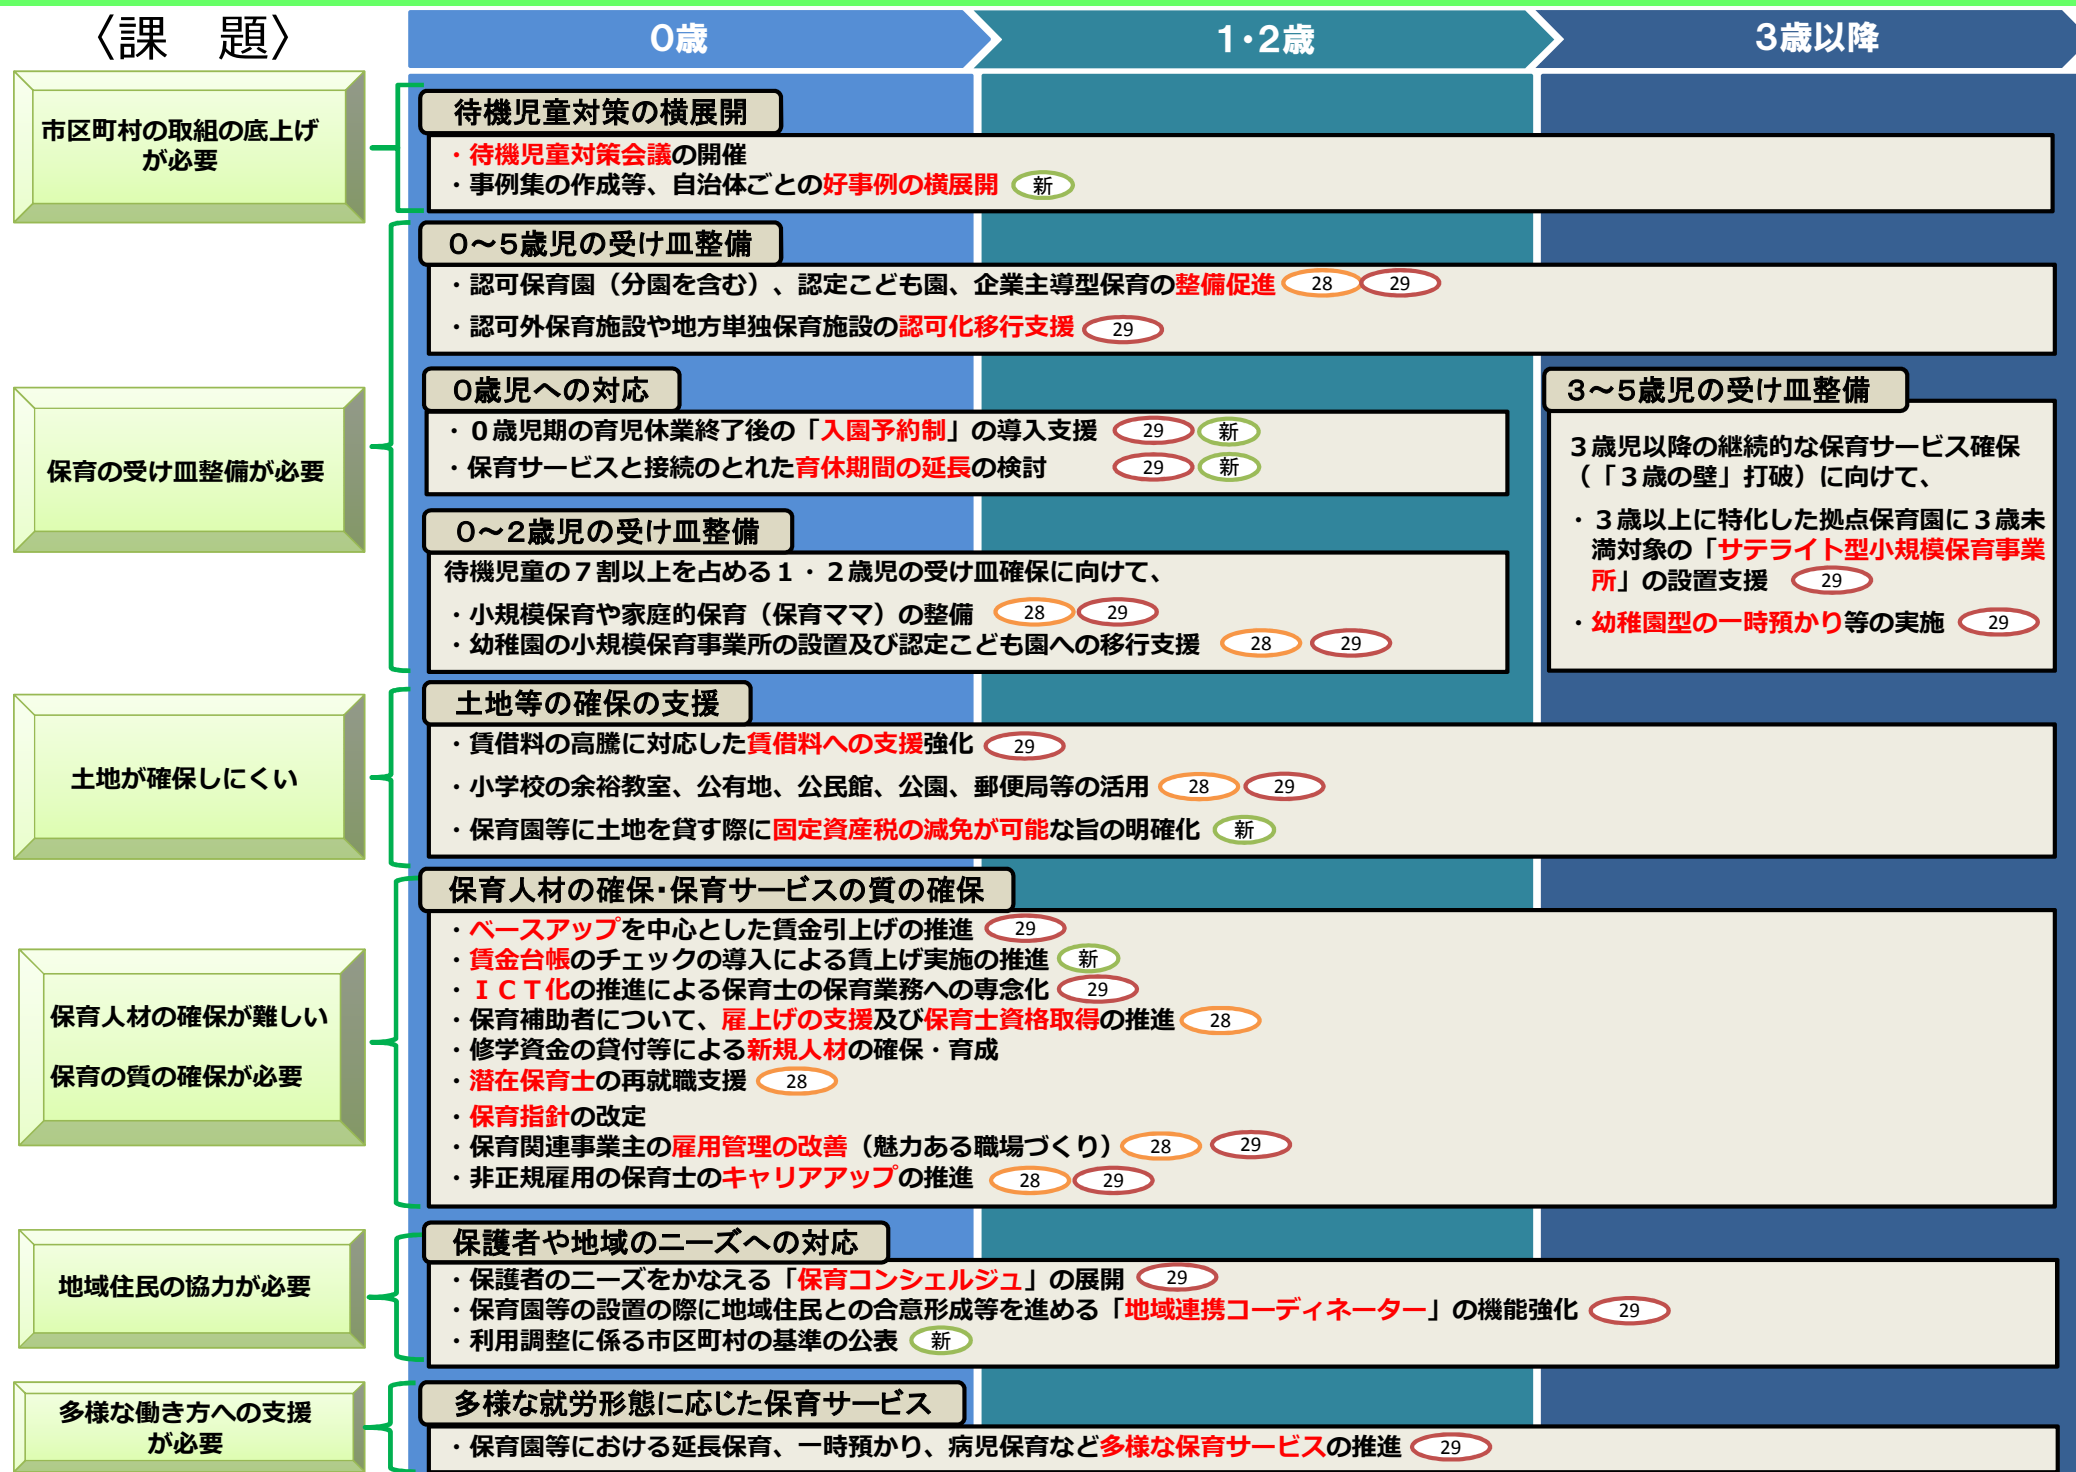 〈課　題〉
0歳
1・2歳
3歳以降
市区町村の取組の底上げ
が必要
待機児童対策の横展開
・待機児童対策会議の開催
・事例集の作成等、自治体ごとの好事例の横展開 新
保育の受け皿整備が必要
0～5歳児の受け皿整備
・認可保育園（分園を含む）、認定こども園、企業主導型保育の整備促進 28 29
・認可外保育施設や地方単独保育施設の認可化移行支援 29
0歳児への対応
・０歳児期の育児休業終了後の「入園予約制」の導入支援 29 新
・保育サービスと接続のとれた育休期間の延長の検討 29 新
0～2歳児の受け皿整備
待機児童の７割以上を占める１・２歳児の受け皿確保に向けて、
・小規模保育や家庭的保育（保育ママ）の整備 28 29
・幼稚園の小規模保育事業所の設置及び認定こども園への移行支援 28 29
3～5歳児の受け皿整備
３歳児以降の継続的な保育サービス確保
（「３歳の壁」打破）に向けて、
・３歳以上に特化した拠点保育園に３歳未
満対象の「サテライト型小規模保育事業
所」の設置支援 29
・幼稚園型の一時預かり等の実施 29
土地が確保しにくい
土地等の確保の支援
・賃借料の高騰に対応した賃借料への支援強化 29
・小学校の余裕教室、公有地、公民館、公園、郵便局等の活用 28 29
・保育園等に土地を貸す際に固定資産税の減免が可能な旨の明確化 新
保育人材の確保が難しい
保育の質の確保が必要
保育人材の確保・保育サービスの質の確保
・ベースアップを中心とした賃金引上げの推進 29
・賃金台帳のチェックの導入による賃上げ実施の推進 新
・ＩＣＴ化の推進による保育士の保育業務への専念化 29
・保育補助者について、雇上げの支援及び保育士資格取得の推進 28
・修学資金の貸付等による新規人材の確保・育成
・潜在保育士の再就職支援 28
・保育指針の改定
・保育関連事業主の雇用管理の改善（魅力ある職場づくり） 28 29
・非正規雇用の保育士のキャリアアップの推進 28 29
地域住民の協力が必要
保護者や地域のニーズへの対応
・保護者のニーズをかなえる「保育コンシェルジュ」の展開 29
・保育園等の設置の際に地域住民との合意形成等を進める「地域連携コーディネーター」の機能強化 29
・利用調整に係る市区町村の基準の公表 新
多様な働き方への支援
が必要
多様な就労形態に応じた保育サービス
・保育園等における延長保育、一時預かり、病児保育など多様な保育サービスの推進 29